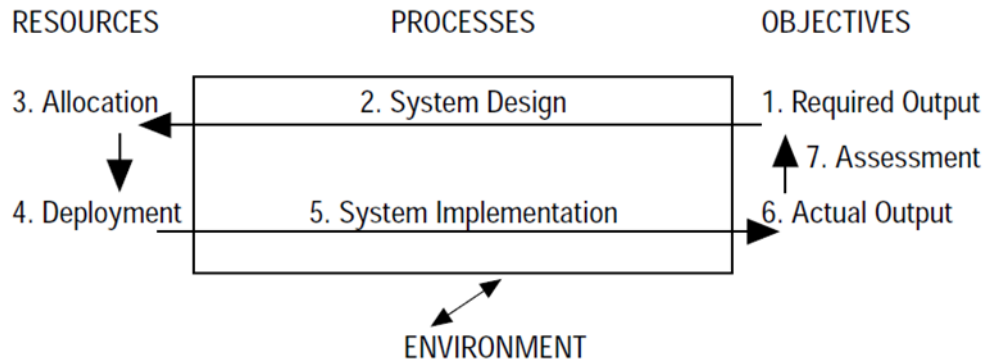 RESOURCES PROCESSES OBJECTIVES
3. Allocation 2. System Design 1. Required Output
7. Assessment
4. Deployment 5. System Implementation 6. Actual Output
ENVIRONMENT